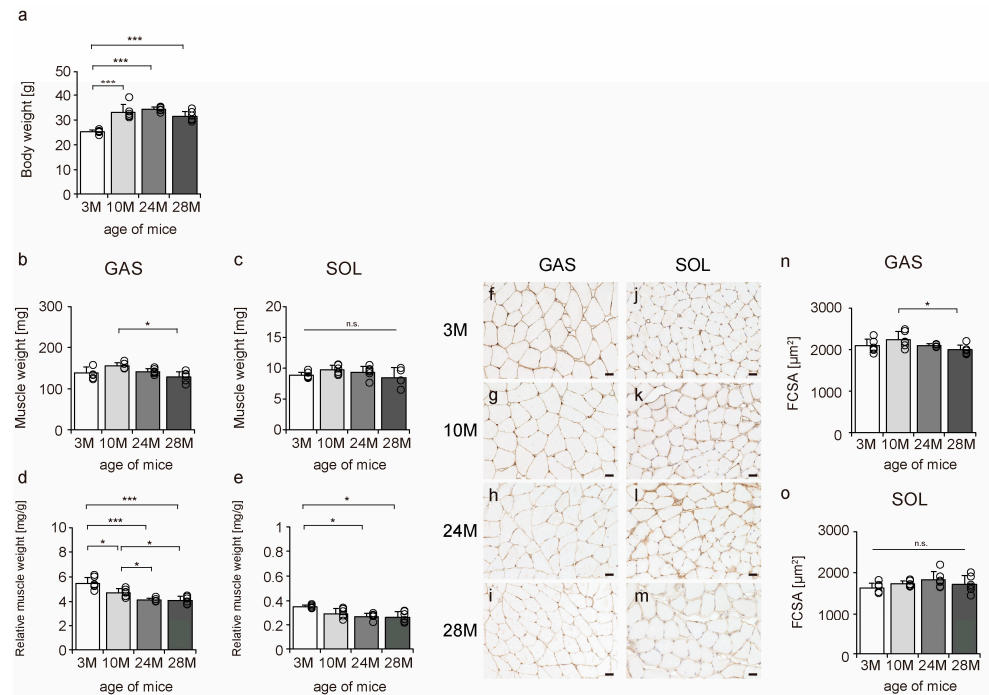 a
***
***
***
Body weight [g]
50
40
30
20
10
0
3M 10M 24M 28M
age of mice
b
GAS
Muscle weight [mg]
300
200
100
0
*
3M 10M 24M 28M
age of mice
c
SOL
Muscle weight [mg]
20
15
10
5
0
n.s.
3M 10M 24M 28M
age of mice
d
Relative muscle weight [mg/g]
10
8
6
4
2
0
***
***
*
*
*
3M 10M 24M 28M
age of mice
e
Relative muscle weight [mg/g]
1
0.8
0.6
0.4
0.2
0
*
*
3M 10M 24M 28M
age of mice
GAS SOL
3M
f
j
10M
g
k
24M
h
l
28M
i
m
n
GAS
FCSA [µm²]
3000
2000
1000
0
*
3M 10M 24M 28M
age of mice
o
SOL
FCSA [µm²]
3000
2000
1000
0
n.s.
3M 10M 24M 28M
age of mice